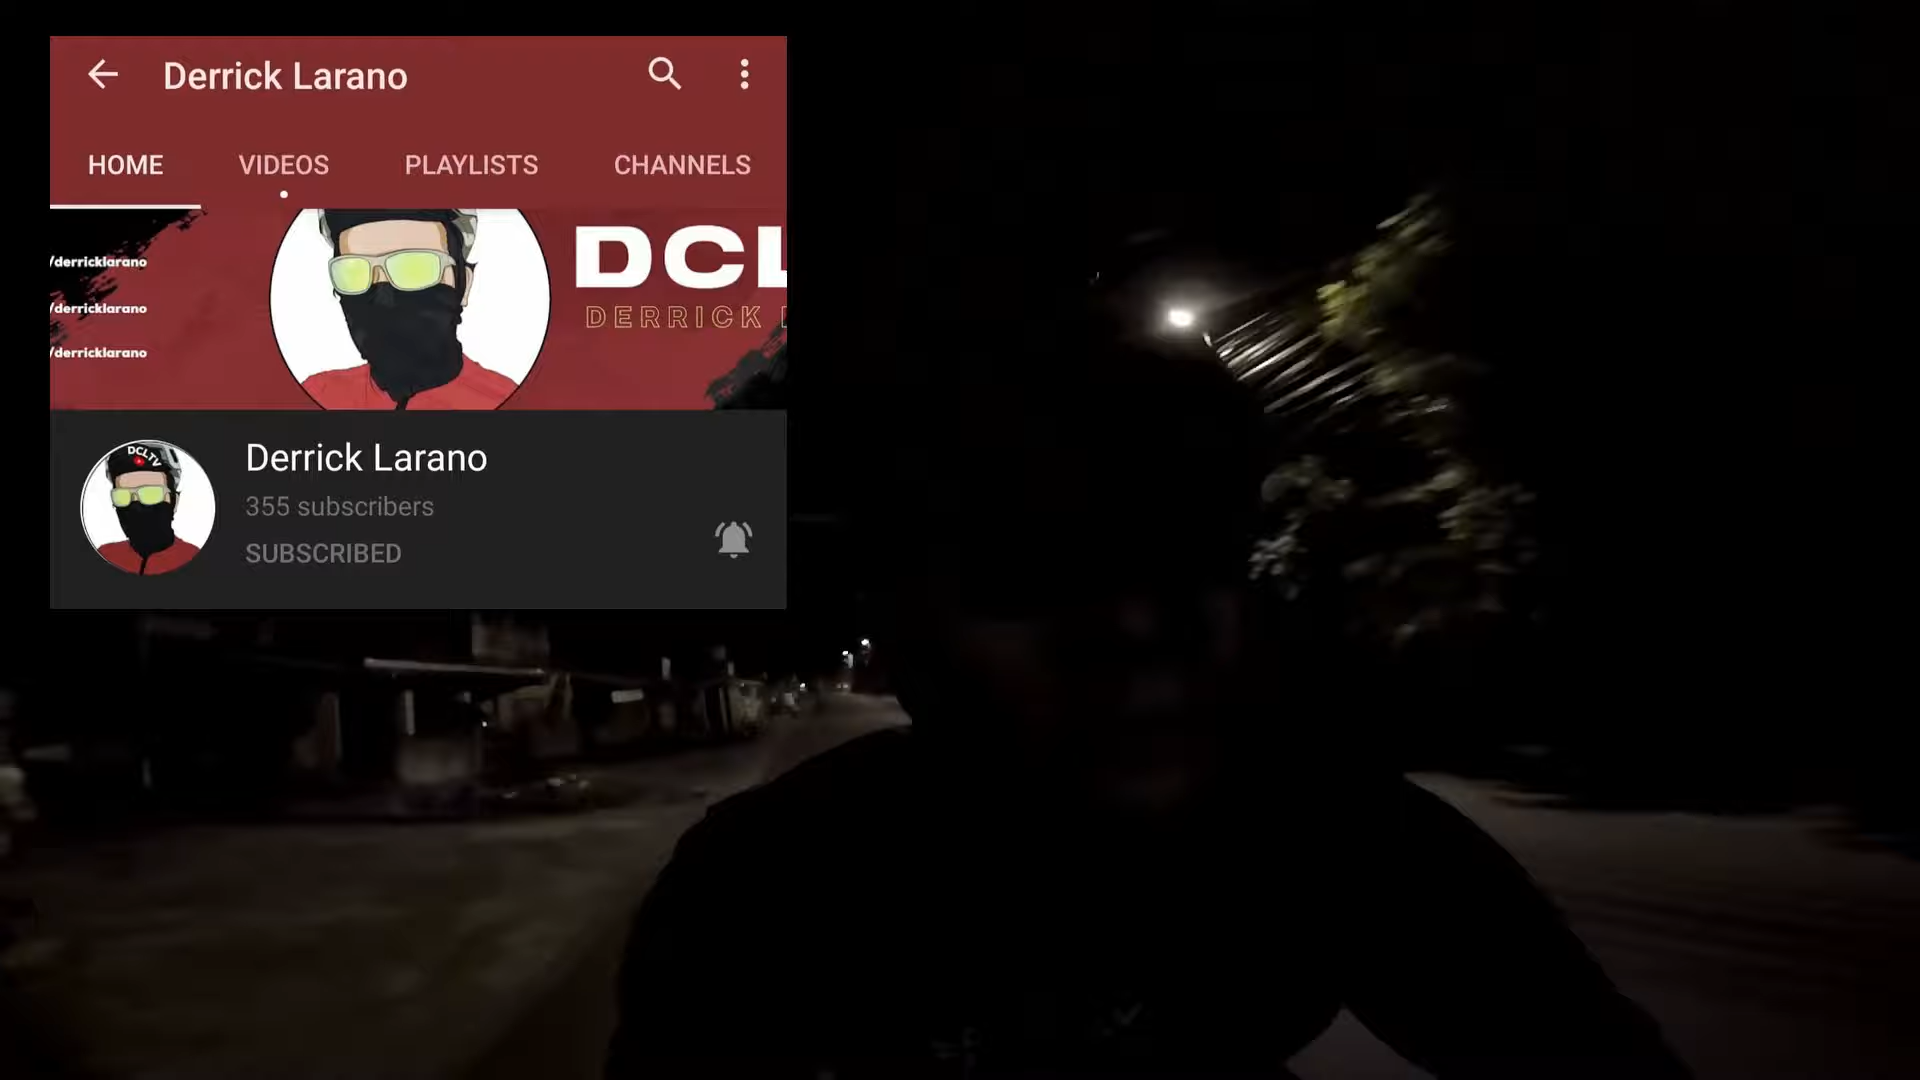 Derrick Larano
HOME VIDEOS PLAYLISTS CHANNELS
/derricklarano
/derricklarano
/derricklarano
DCL
DERRICK
DCLTV
Derrick Larano
355 subscribers
SUBSCRIBED